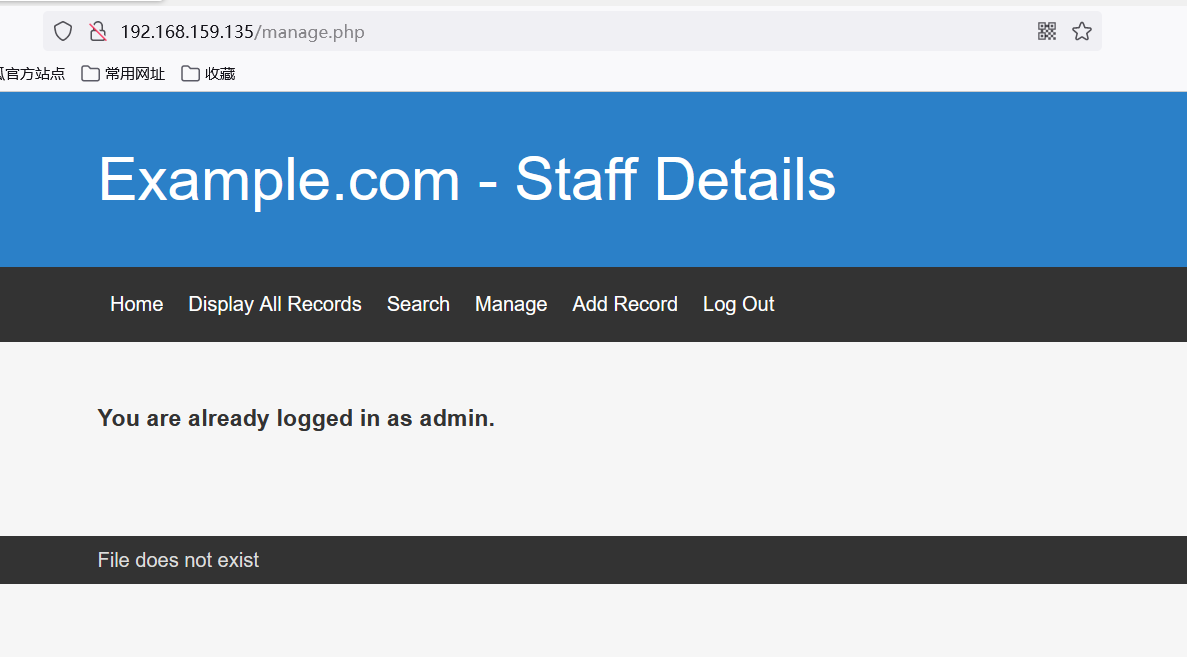 192.168.159.135/manage.php
官方站点 常用网址 收藏
Example.com - Staff Details
Home Display All Records Search Manage Add Record Log Out
You are already logged in as admin.
File does not exist